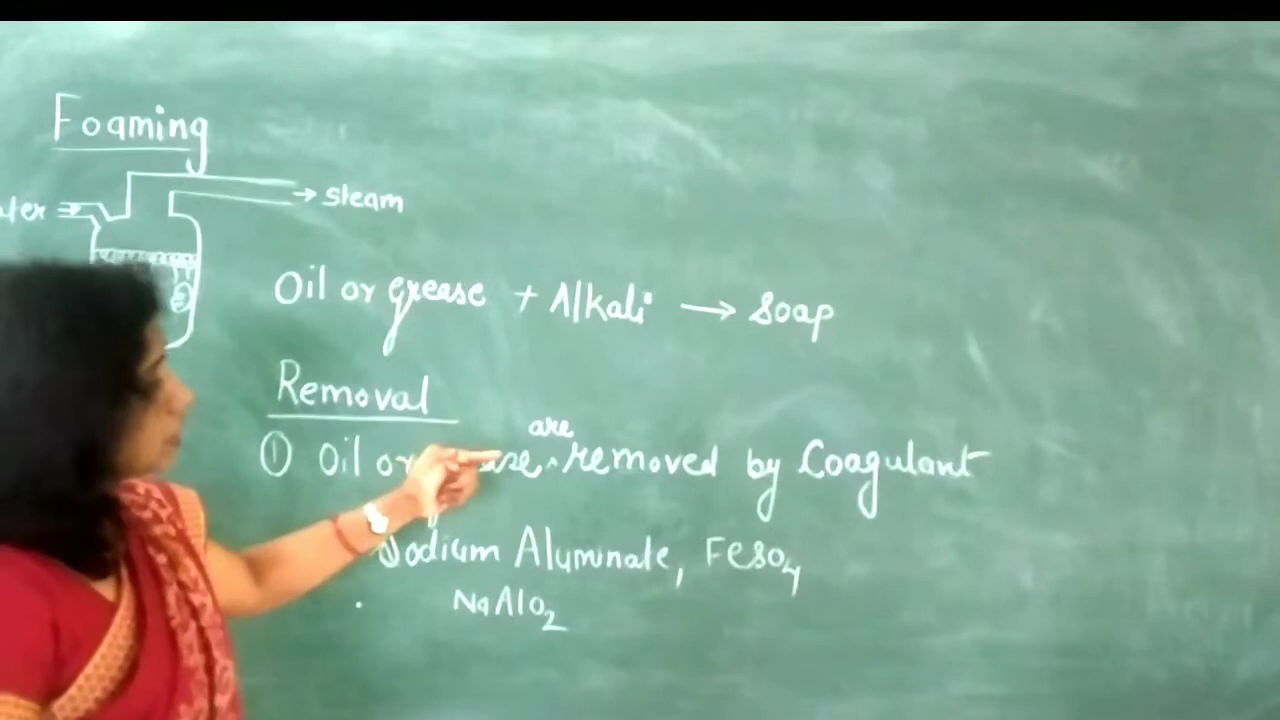 Foaming
Steam
Oil or grease + Alkali → Soap
Removal
① Oil or are removed by Coagulant
Sodium Aluminate, FeSO4
NaAlO2